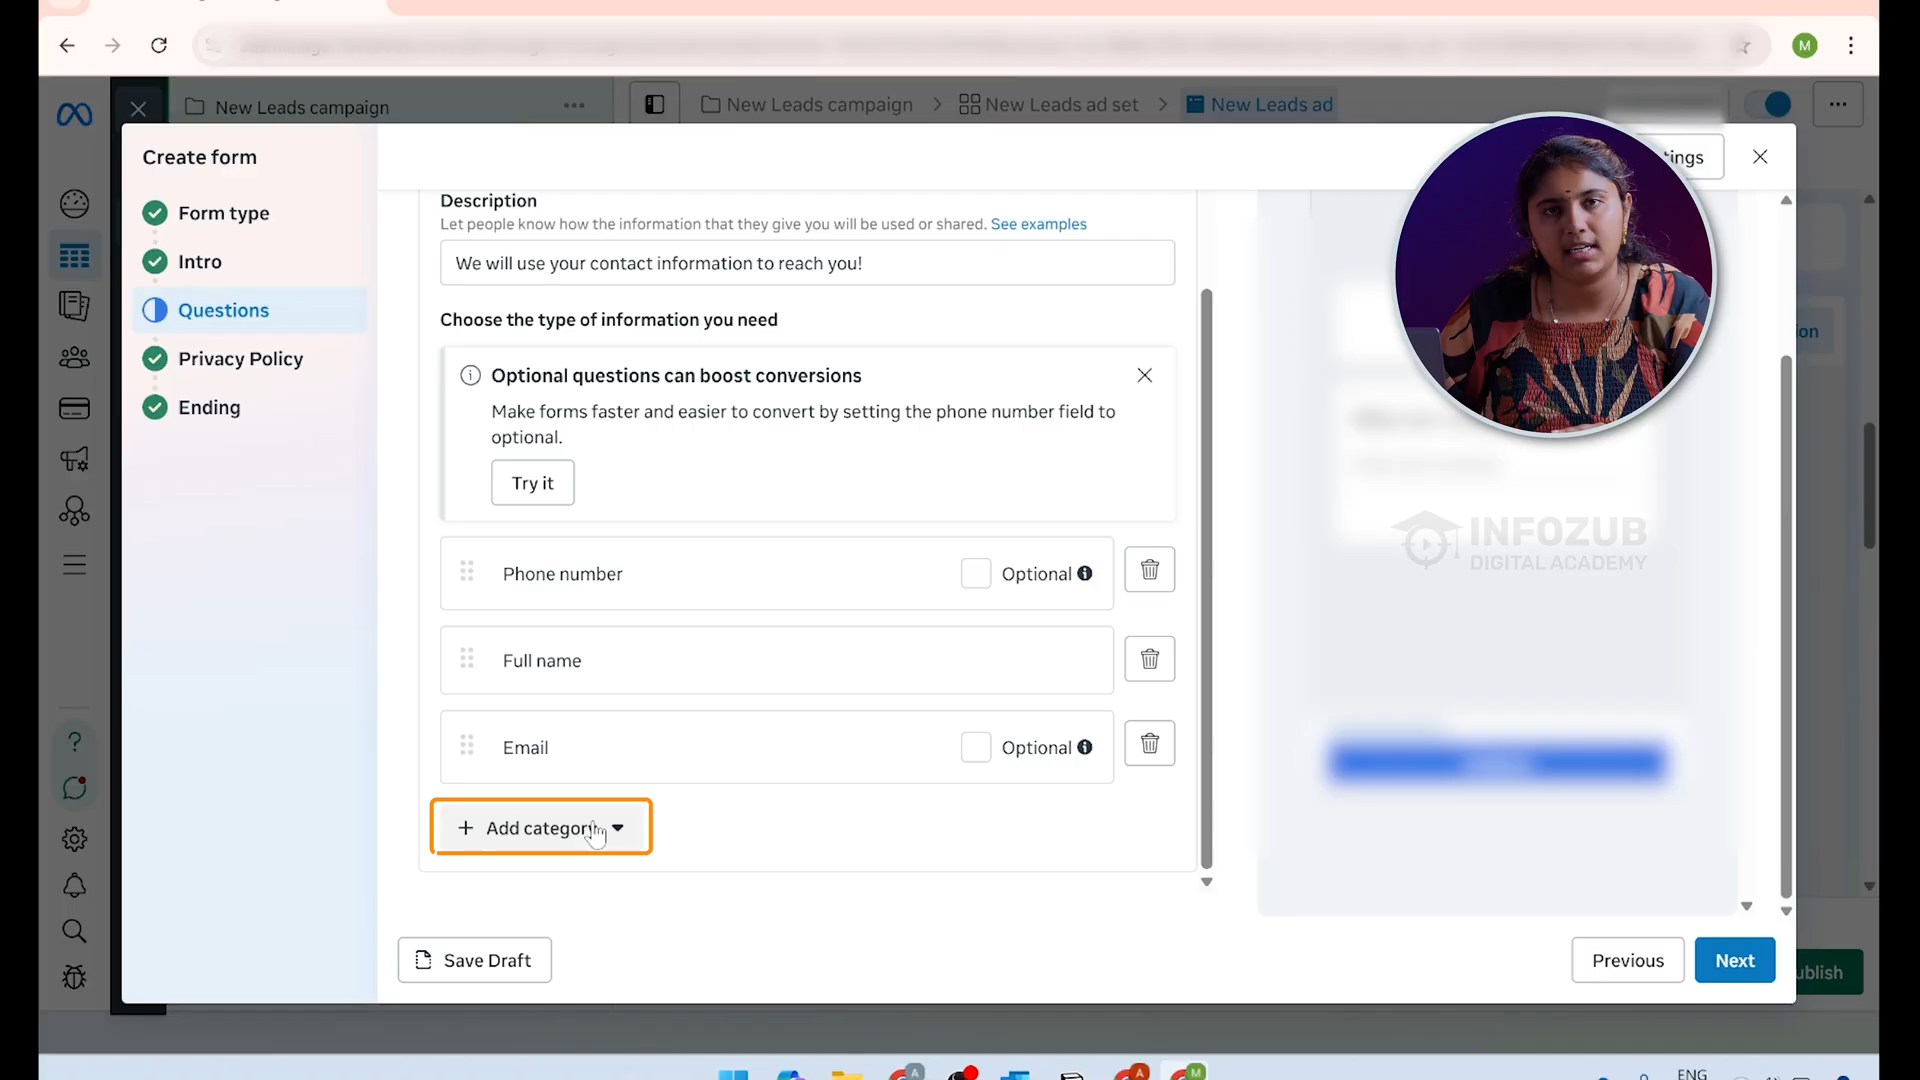 M
New Leads campaign
New Leads campaign > New Leads ad set > New Leads ad
Create form
Form type
Intro
Questions
Privacy Policy
Ending
tings
Description
Let people know how the information that they give you will be used or shared. See examples
We will use your contact information to reach you!
Choose the type of information you need
Optional questions can boost conversions
Make forms faster and easier to convert by setting the phone number field to
optional.
Try it
Phone number
Optional
Full name
Email
Optional
+ Add category
Save Draft
Previous
Next
ublish
ion
INFOZUB
DIGITAL ACADEMY
A
A
M
ENG